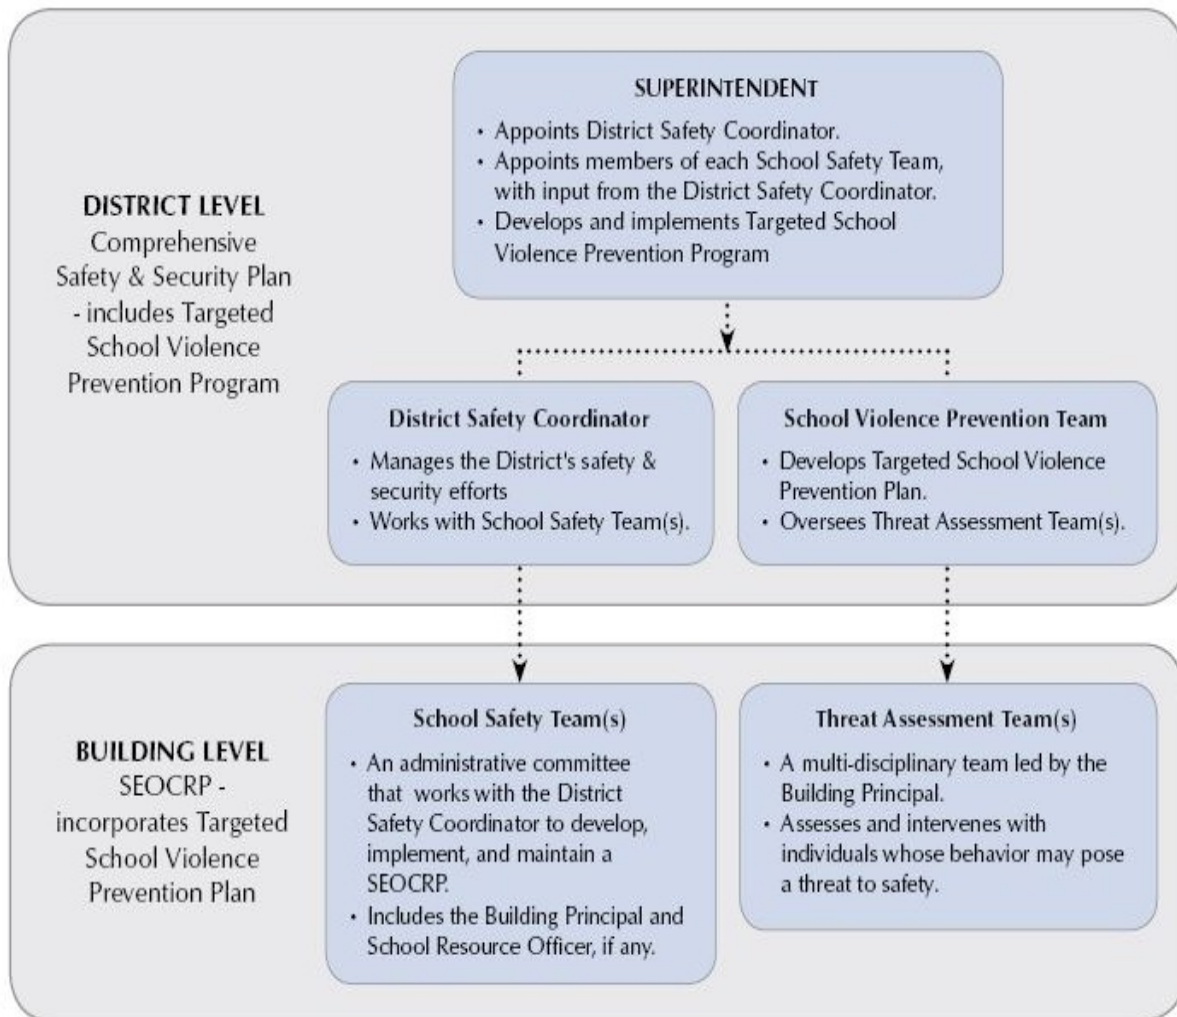 DISTRICT LEVEL
Comprehensive
Safety & Security Plan
- includes Targeted
School Violence
Prevention Program
SUPERINTENDENT
• Appoints District Safety Coordinator.
• Appoints members of each School Safety Team,
with input from the District Safety Coordinator.
• Develops and implements Targeted School
Violence Prevention Program
District Safety Coordinator
• Manages the District's safety &
security efforts
• Works with School Safety Team(s).
School Violence Prevention Team
• Develops Targeted School Violence
Prevention Plan.
• Oversees Threat Assessment Team(s).
BUILDING LEVEL
SEOCRP -
incorporates Targeted
School Violence
Prevention Plan
School Safety Team(s)
• An administrative committee
that works with the District
Safety Coordinator to develop,
implement, and maintain a
SEOCRP.
• Includes the Building Principal and
School Resource Officer, if any.
Threat Assessment Team(s)
• A multi-disciplinary team led by the
Building Principal.
• Assesses and intervenes with
individuals whose behavior may pose
a threat to safety.